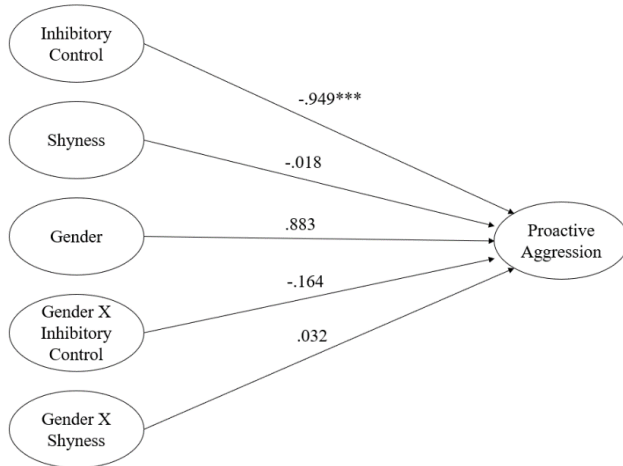 Inhibitory
Control
-.949***
Shyness
-.018
Gender
.883
Proactive
Aggression
Gender X
Inhibitory
Control
-.164
.032
Gender X
Shyness